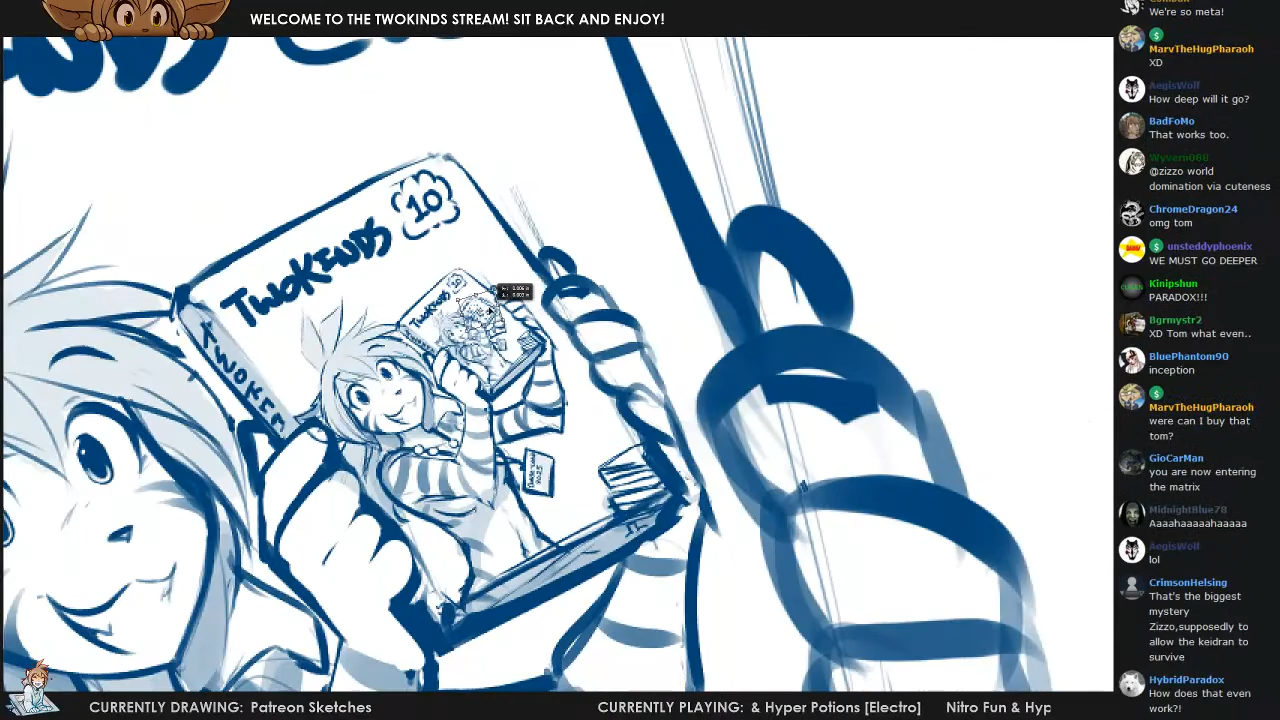 WELCOME TO THE TWOKINDS STREAM! SIT BACK AND ENJOY!
We're so meta!
MarvTheHugPharaoh
XD
AegisWolf
How deep will it go?
BadFoMo
That works too.
Wyvern068
@zizzo world
domination via cuteness
ChromeDragon24
omg tom
unsteddyphoenix
WE MUST GO DEEPER
Kinipshun
PARADOX!!!
Bgrmystr2
XD Tom what even..
BluePhantom90
inception
MarvTheHugPharaoh
were can I buy that
tom?
GioCarMan
you are now entering
the matrix
MidnightBlue78
Aaaahaaaaahaaaaa
AegisWolf
lol
CrimsonHelsing
That's the biggest
mystery
Zizzo,supposedly to
allow the keidran to
survive
HybridParadox
How does that even
work?!
10
TWOKINDS
TWOKIN
TWOKINDS
CURRENTLY DRAWING: Patreon Sketches
CURRENTLY PLAYING: & Hyper Potions [Electro] Nitro Fun & Hyp